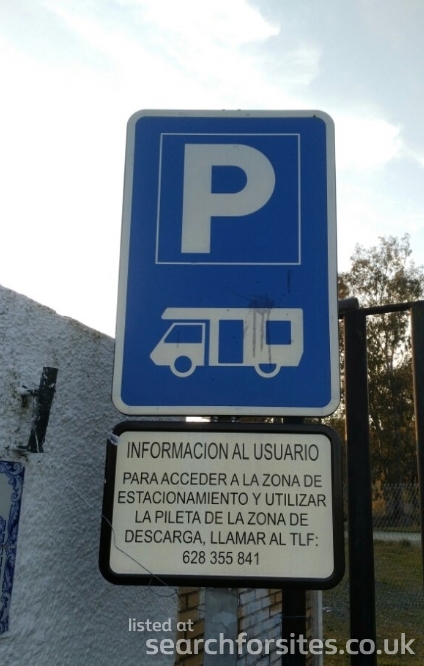 P
INFORMACION AL USUARIO
PARA ACCEDER A LA ZONA DE
ESTACIONAMIENTO Y UTILIZAR
LA PILETA DE LA ZONA DE
DESCARGA, LLAMAR AL TLF:
628 355 841
listed at
searchforsites.co.uk